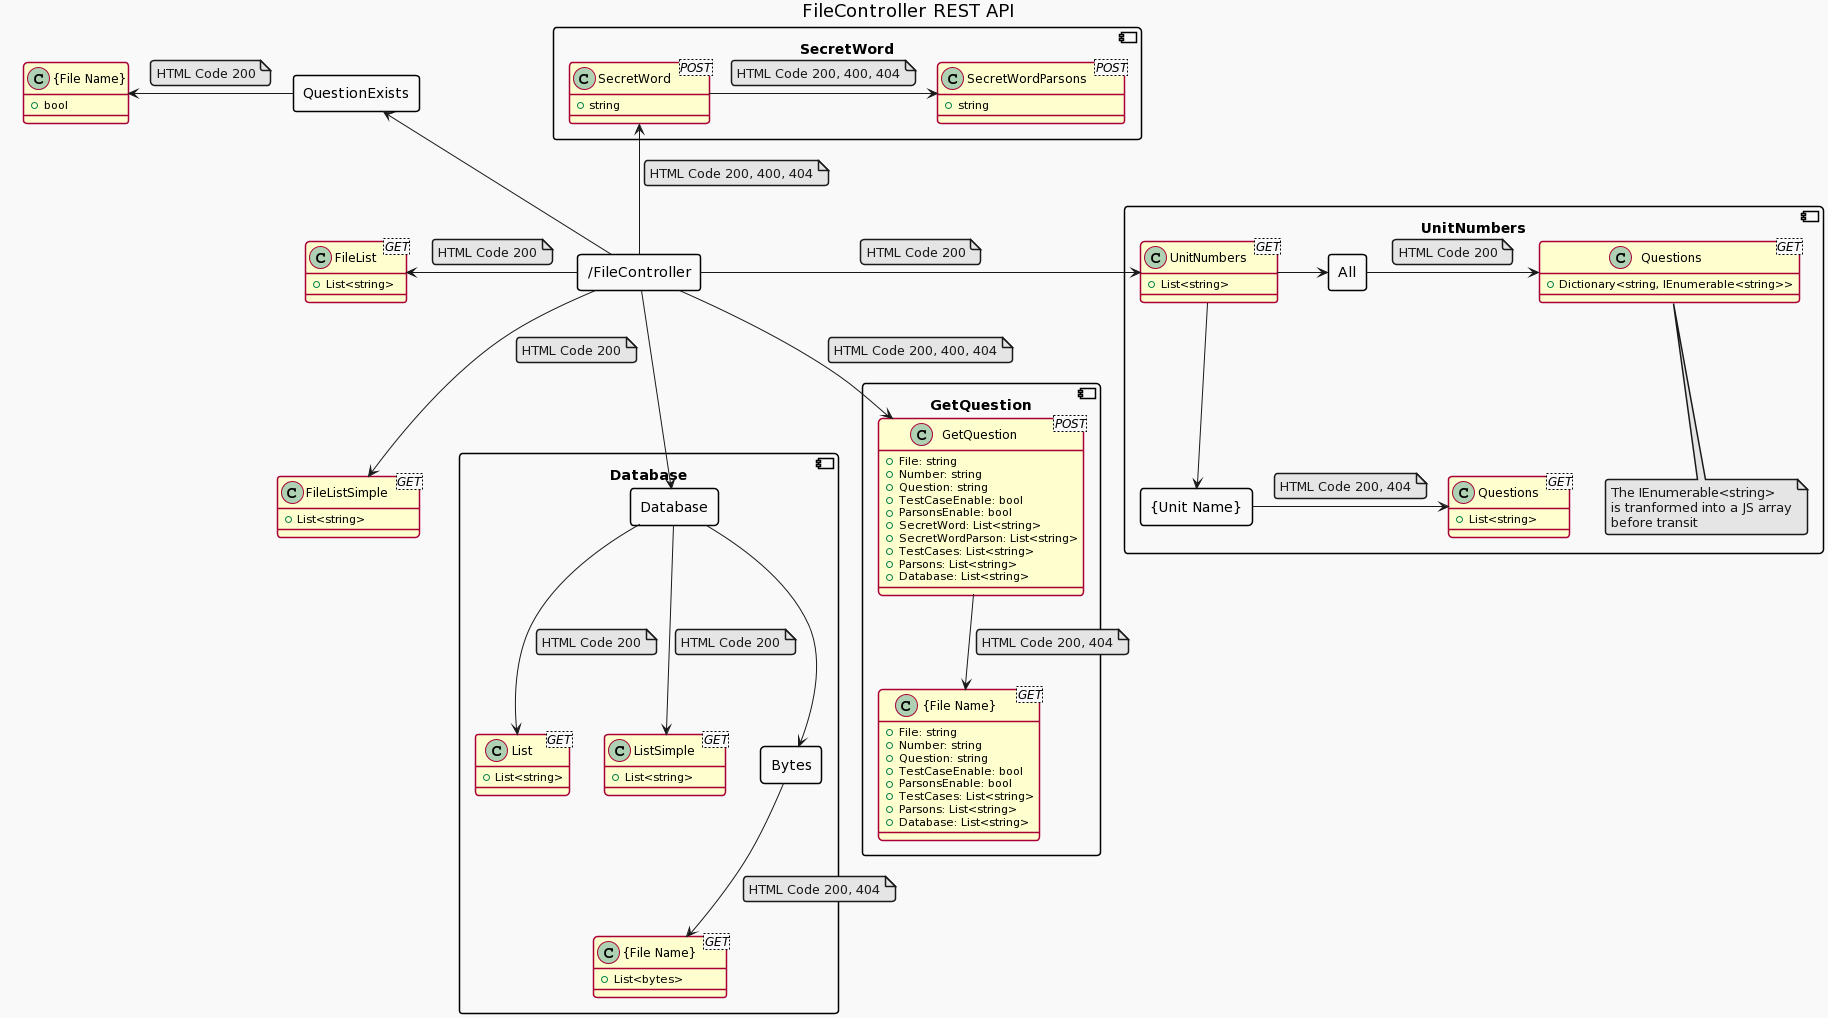 FileController REST API
SecretWord
C SecretWord
POST
string
HTML Code 200, 400, 404
C SecretWordParsons
POST
string
C {File Name}
bool
HTML Code 200
QuestionExists
HTML Code 200, 400, 404
C FileList
GET
List<string>
HTML Code 200
/FileController
HTML Code 200
UnitNumbers
C UnitNumbers
GET
List<string>
All
HTML Code 200
C Questions
GET
Dictionary<string, IEnumerable<string>>
{Unit Name}
HTML Code 200, 404
C Questions
GET
List<string>
The IEnumerable<string>
is tranformed into a JS array
before transit
HTML Code 200
HTML Code 200, 400, 404
C FileListSimple
GET
List<string>
Database
Database
HTML Code 200
HTML Code 200
C List
GET
List<string>
C ListSimple
GET
List<string>
Bytes
HTML Code 200, 404
C {File Name}
GET
List<bytes>
GetQuestion
C GetQuestion
POST
File: string
Number: string
Question: string
TestCaseEnable: bool
ParsonsEnable: bool
SecretWord: List<string>
SecretWordParson: List<string>
TestCases: List<string>
Parsons: List<string>
Database: List<string>
HTML Code 200, 404
C {File Name}
GET
File: string
Number: string
Question: string
TestCaseEnable: bool
ParsonsEnable: bool
TestCases: List<string>
Parsons: List<string>
Database: List<string>